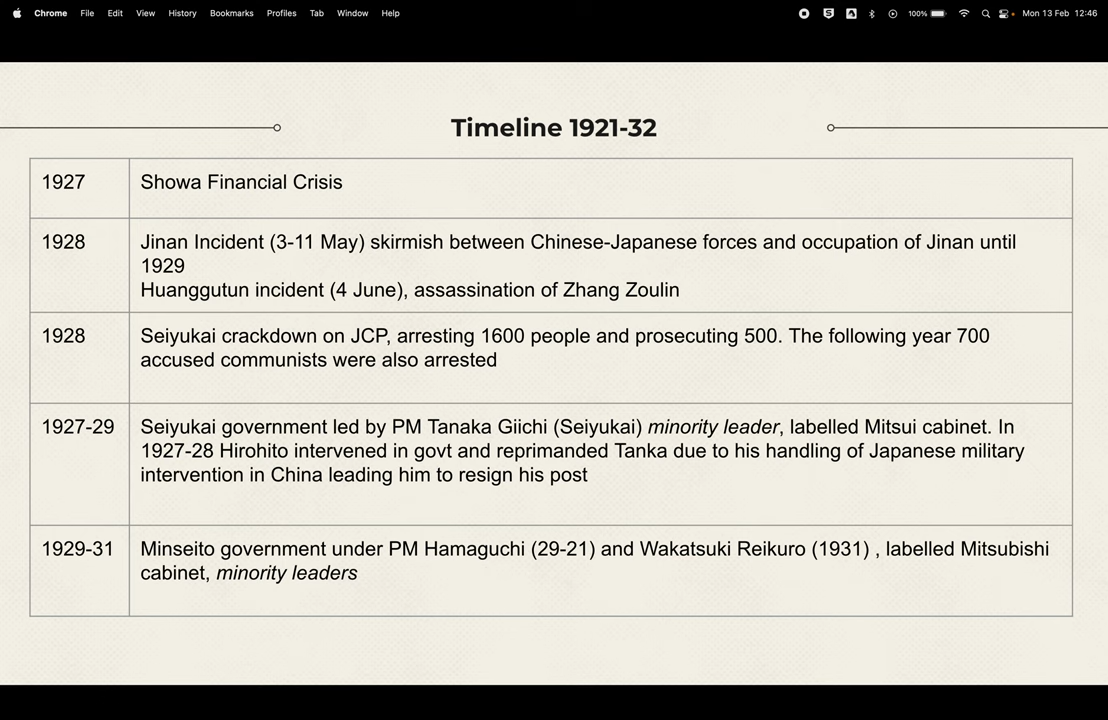 Chrome File Edit View History Bookmarks Profiles Tab Window Help 100% Mon 13 Feb 12:46
Timeline 1921-32
1927 Showa Financial Crisis
1928 Jinan Incident (3-11 May) skirmish between Chinese-Japanese forces and occupation of Jinan until
1929
Huanggutun incident (4 June), assassination of Zhang Zoulin
1928 Seiyukai crackdown on JCP, arresting 1600 people and prosecuting 500. The following year 700
accused communists were also arrested
1927-29 Seiyukai government led by PM Tanaka Giichi (Seiyukai) minority leader, labelled Mitsui cabinet. In
1927-28 Hirohito intervened in govt and reprimanded Tanka due to his handling of Japanese military
intervention in China leading him to resign his post
1929-31 Minseito government under PM Hamaguchi (29-21) and Wakatsuki Reikuro (1931) , labelled Mitsubishi
cabinet, minority leaders